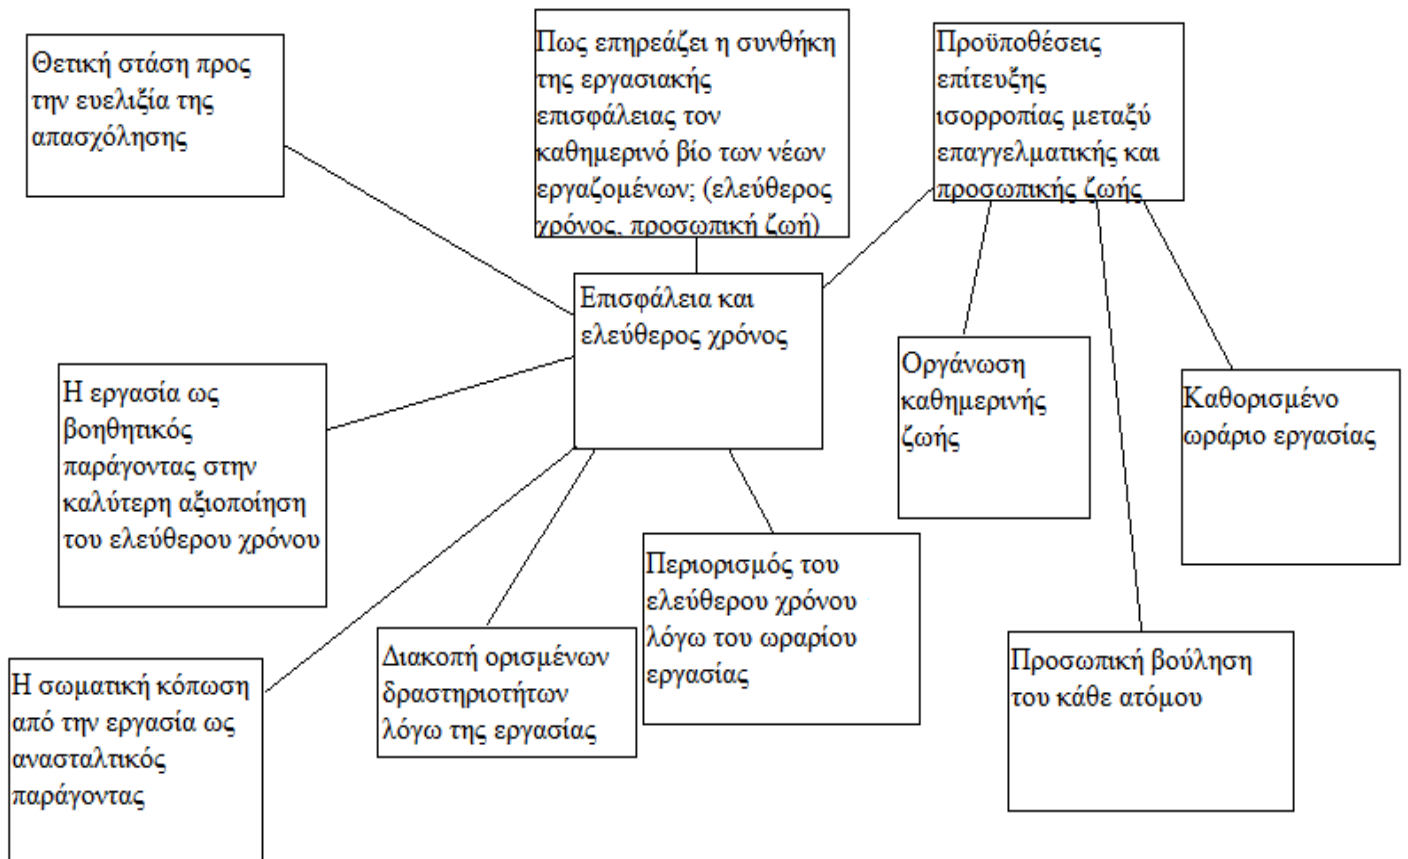 Θετική στάση προς
την ευελιξία της
απασχόλησης
Πως επηρεάζει η συνθήκη
της εργασιακής
επισφάλειας τον
καθημερινό βίο των νέων
εργαζομένων; (ελεύθερος
χρόνος, προσωπική ζωή)
Προϋποθέσεις
επίτευξης
ισορροπίας μεταξύ
επαγγελματικής και
προσωπικής ζωής
Επισφάλεια και
ελεύθερος χρόνος
Η εργασία ως
βοηθητικός
παράγοντας στην
καλύτερη αξιοποίηση
του ελεύθερου χρόνου
Οργάνωση
καθημερινής
ζωής
Καθορισμένο
ωράριο εργασίας
Η σωματική κόπωση
από την εργασία ως
ανασταλτικός
παράγοντας
Διακοπή ορισμένων
δραστηριοτήτων
λόγω της εργασίας
Περιορισμός του
ελεύθερου χρόνου
λόγω του ωραρίου
εργασίας
Προσωπική βούληση
του κάθε ατόμου